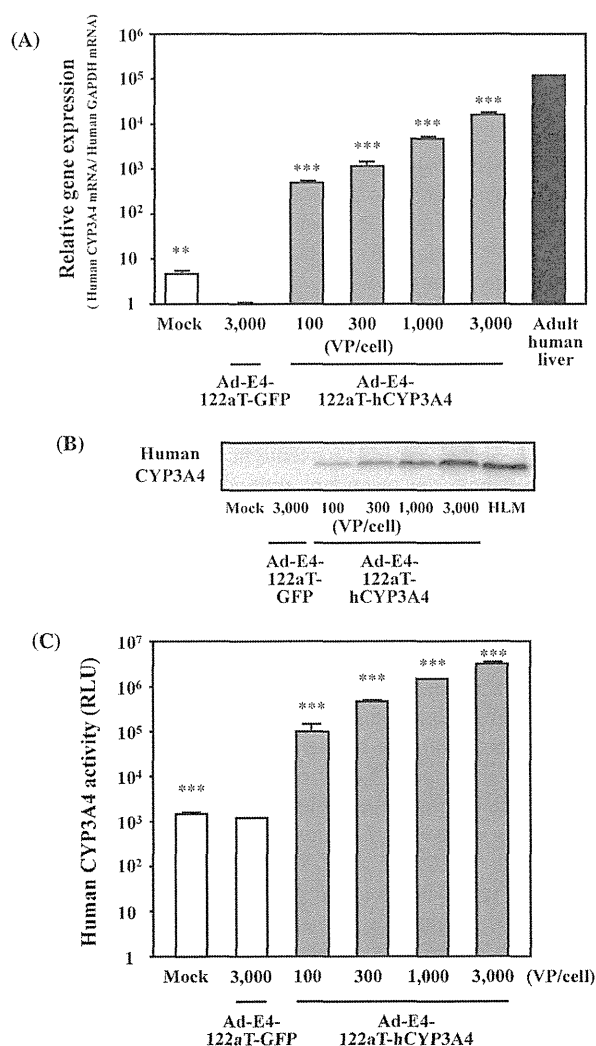 (A)
Relative gene expression
( Human CYP3A4 mRNA/ Human GAPDH mRNA)
10⁶
10⁵
10⁴
10³
10²
10
1
**
***
***
***
***
Mock 3,000 100 300 1,000 3,000 Adult
human
liver
(VP/cell)
Ad-E4-
122aT-GFP
Ad-E4-
122aT-hCYP3A4
(B)
Human
CYP3A4
Mock 3,000 100 300 1,000 3,000 HLM
(VP/cell)
Ad-E4-
122aT-
GFP
Ad-E4-
122aT-
hCYP3A4
(C)
Human CYP3A4 activity (RLU)
10⁷
10⁶
10⁵
10⁴
10³
10²
10
1
***
***
***
***
***
Mock 3,000 100 300 1,000 3,000 (VP/cell)
Ad-E4-
122aT-GFP
Ad-E4-
122aT-hCYP3A4